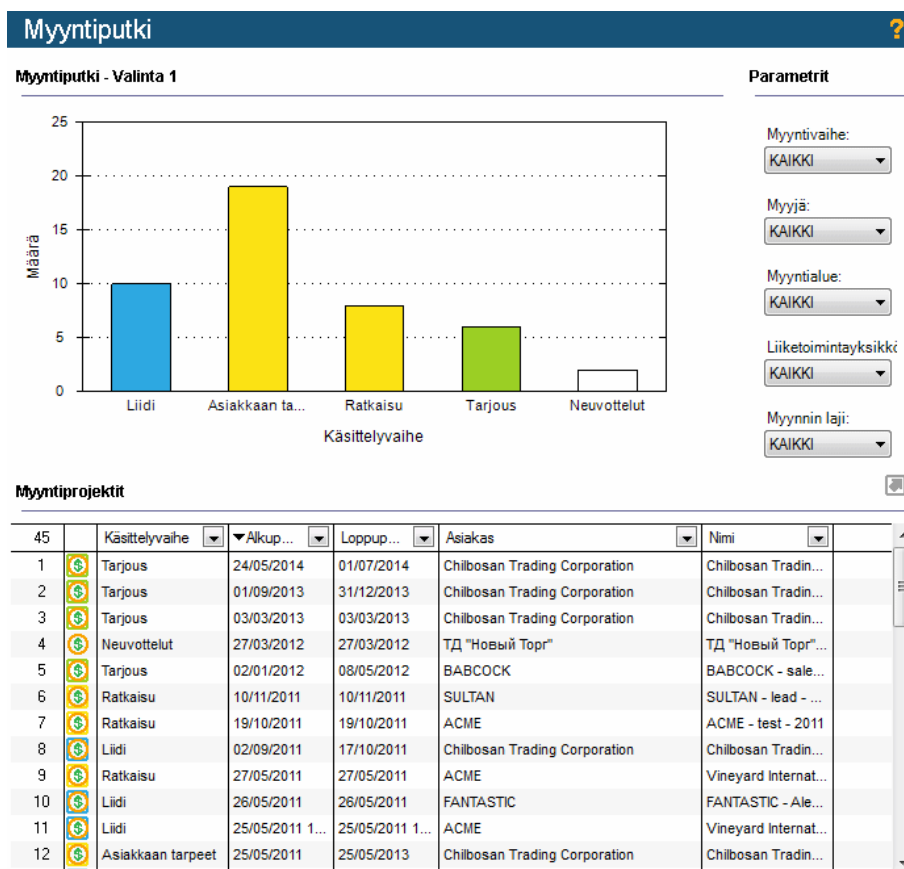 Myyntiputki ?
Myyntiputki - Valinta 1
25
20
15
10
5
0
Määrä
Liidi Asiakkaan ta... Ratkaisu Tarjous Neuvottelut
Käsittelyvaihe
Parametrit
Myyntivaihe:
KAIKKI
Myyjä:
KAIKKI
Myyntialue:
KAIKKI
Liiketoimintayksikkö
KAIKKI
Myynnin laji:
KAIKKI
Myyntiprojektit
45 Käsittelyvaihe Alkup... Loppup... Asiakas Nimi
1 $ Tarjous 24/05/2014 01/07/2014 Chilbosan Trading Corporation Chilbosan Tradin...
2 $ Tarjous 01/09/2013 31/12/2013 Chilbosan Trading Corporation Chilbosan Tradin...
3 $ Tarjous 03/03/2013 03/03/2013 Chilbosan Trading Corporation Chilbosan Tradin...
4 $ Neuvottelut 27/03/2012 27/03/2012 ТД "Новый Торг" ТД "Новый Торг"...
5 $ Tarjous 02/01/2012 08/05/2012 BABCOCK BABCOCK - sale...
6 $ Ratkaisu 10/11/2011 10/11/2011 SULTAN SULTAN - lead - ...
7 $ Ratkaisu 19/10/2011 19/10/2011 ACME ACME - test - 2011
8 $ Liidi 02/09/2011 17/10/2011 Chilbosan Trading Corporation Chilbosan Tradin...
9 $ Ratkaisu 27/05/2011 27/05/2011 ACME Vineyard Internat...
10 $ Liidi 26/05/2011 26/05/2011 FANTASTIC FANTASTIC - Ale...
11 $ Liidi 25/05/2011 1... 25/05/2011 1... ACME Vineyard Internat...
12 $ Asiakkaan tarpeet 25/05/2011 25/05/2013 Chilbosan Trading Corporation Chilbosan Tradin...